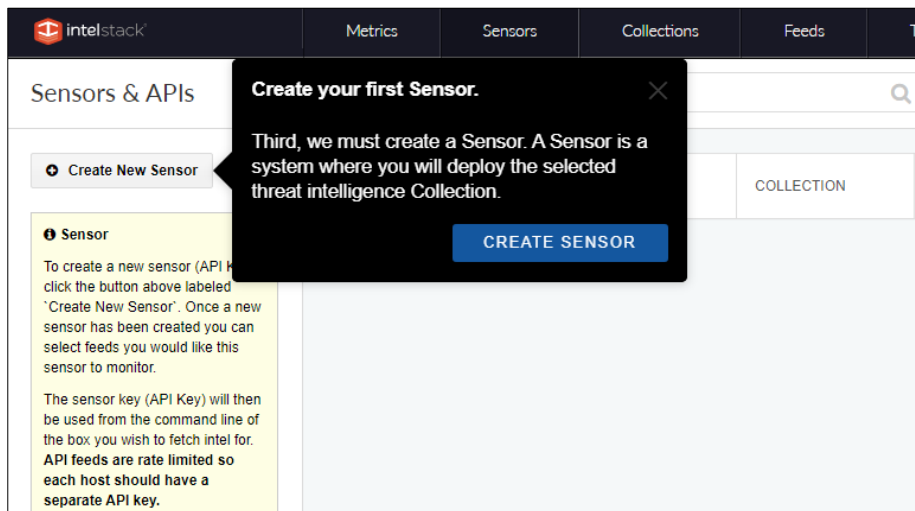 intelstack
Metrics
Sensors
Collections
Feeds
Sensors & APIs
Create your first Sensor.
Third, we must create a Sensor. A Sensor is a
system where you will deploy the selected
threat intelligence Collection.
CREATE SENSOR
Create New Sensor
COLLECTION
Sensor
To create a new sensor (API
click the button above labeled
`Create New Sensor`. Once a new
sensor has been created you can
select feeds you would like this
sensor to monitor.
The sensor key (API Key) will then
be used from the command line of
the box you wish to fetch intel for.
API feeds are rate limited so
each host should have a
separate API key.